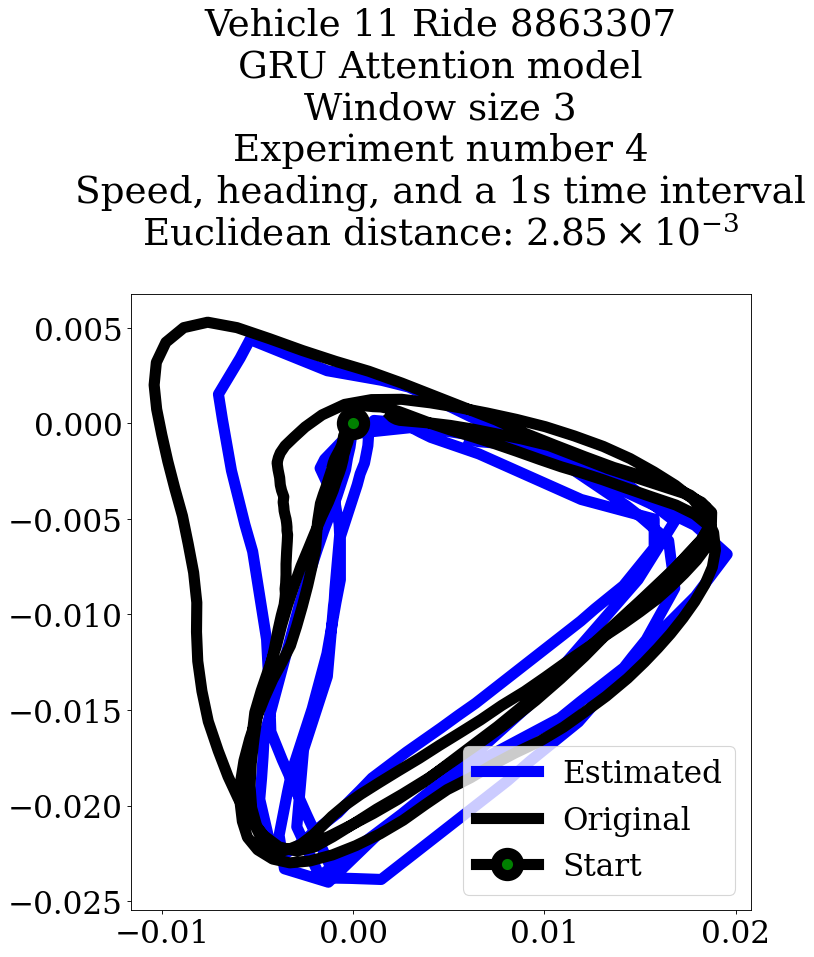 Vehicle 11 Ride 8863307
GRU Attention model
Window size 3
Experiment number 4
Speed, heading, and a 1s time interval
Euclidean distance: 2.85 × 10⁻³
0.005
0.000
−0.005
−0.010
−0.015
−0.020
−0.025
Estimated
Original
Start
−0.01 0.00 0.01 0.02